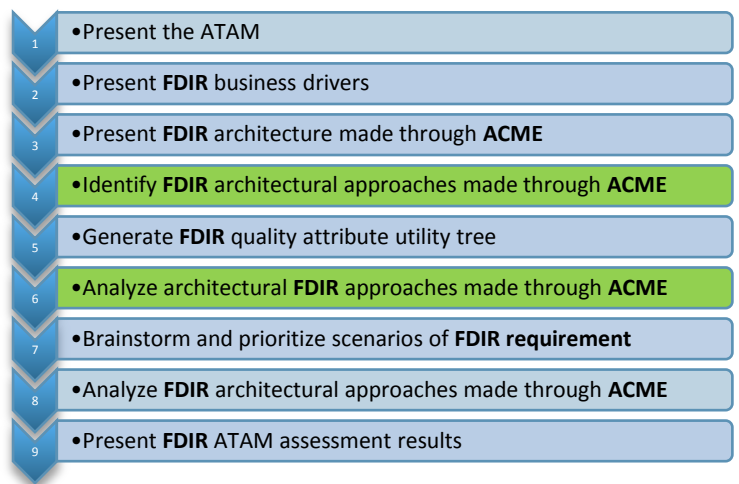 1 •Present the ATAM
2 •Present FDIR business drivers
3 •Present FDIR architecture made through ACME
4 •Identify FDIR architectural approaches made through ACME
5 •Generate FDIR quality attribute utility tree
6 •Analyze architectural FDIR approaches made through ACME
7 •Brainstorm and prioritize scenarios of FDIR requirement
8 •Analyze FDIR architectural approaches made through ACME
9 •Present FDIR ATAM assessment results